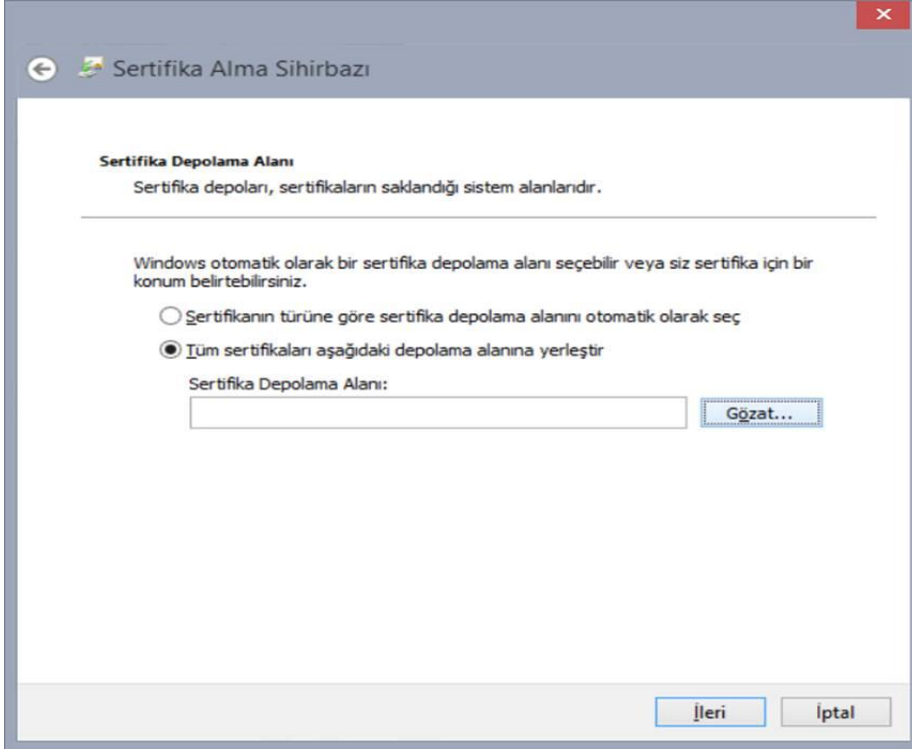 Sertifika Alma Sihirbazı
Sertifika Depolama Alanı
Sertifika depoları, sertifikaların saklandığı sistem alanlarıdır.
Windows otomatik olarak bir sertifika depolama alanı seçebilir veya siz sertifika için bir
konum belirtebilirsiniz.
Sertifikanın türüne göre sertifika depolama alanını otomatik olarak seç
Tüm sertifikaları aşağıdaki depolama alanına yerleştir
Sertifika Depolama Alanı:
Gözat...
İleri
İptal